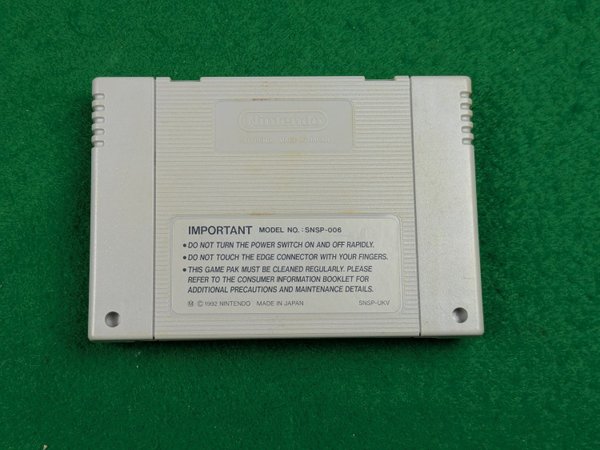 Nintendo
IMPORTANT MODEL NO. : SNSP-006
• DO NOT TURN THE POWER SWITCH ON AND OFF RAPIDLY.
• DO NOT TOUCH THE EDGE CONNECTOR WITH YOUR FINGERS.
• THIS GAME PAK MUST BE CLEANED REGULARLY. PLEASE
REFER TO THE CONSUMER INFORMATION BOOKLET FOR
ADDITIONAL PRECAUTIONS AND MAINTENANCE DETAILS.
Ⓜ © 1992 NINTENDO MADE IN JAPAN SNSP-UKV